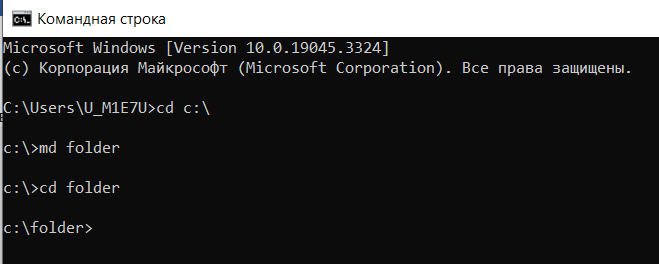 Командная строка
Microsoft Windows [Version 10.0.19045.3324]
(c) Корпорация Майкрософт (Microsoft Corporation). Все права защищены.
C:\Users\U_M1E7U>cd c:\
c:\>md folder
c:\>cd folder
c:\folder>